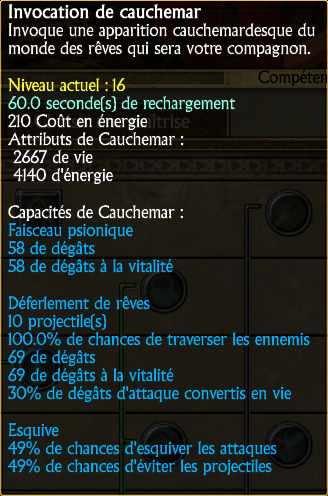 Invocation de cauchemar
Invoque une apparition cauchemardesque du
monde des rêves qui sera votre compagnon.
Niveau actuel : 16
60.0 seconde(s) de rechargement
210 Coût en énergie
Attributs de Cauchemar :
2667 de vie
4140 d'énergie
Capacités de Cauchemar :
Faisceau psionique
58 de dégâts
58 de dégâts à la vitalité
Déferlement de rêves
10 projectile(s)
100.0% de chances de traverser les ennemis
69 de dégâts
69 de dégâts à la vitalité
30% de dégâts d'attaque convertis en vie
Esquive
49% de chances d'esquiver les attaques
49% de chances d'éviter les projectiles
Compéten